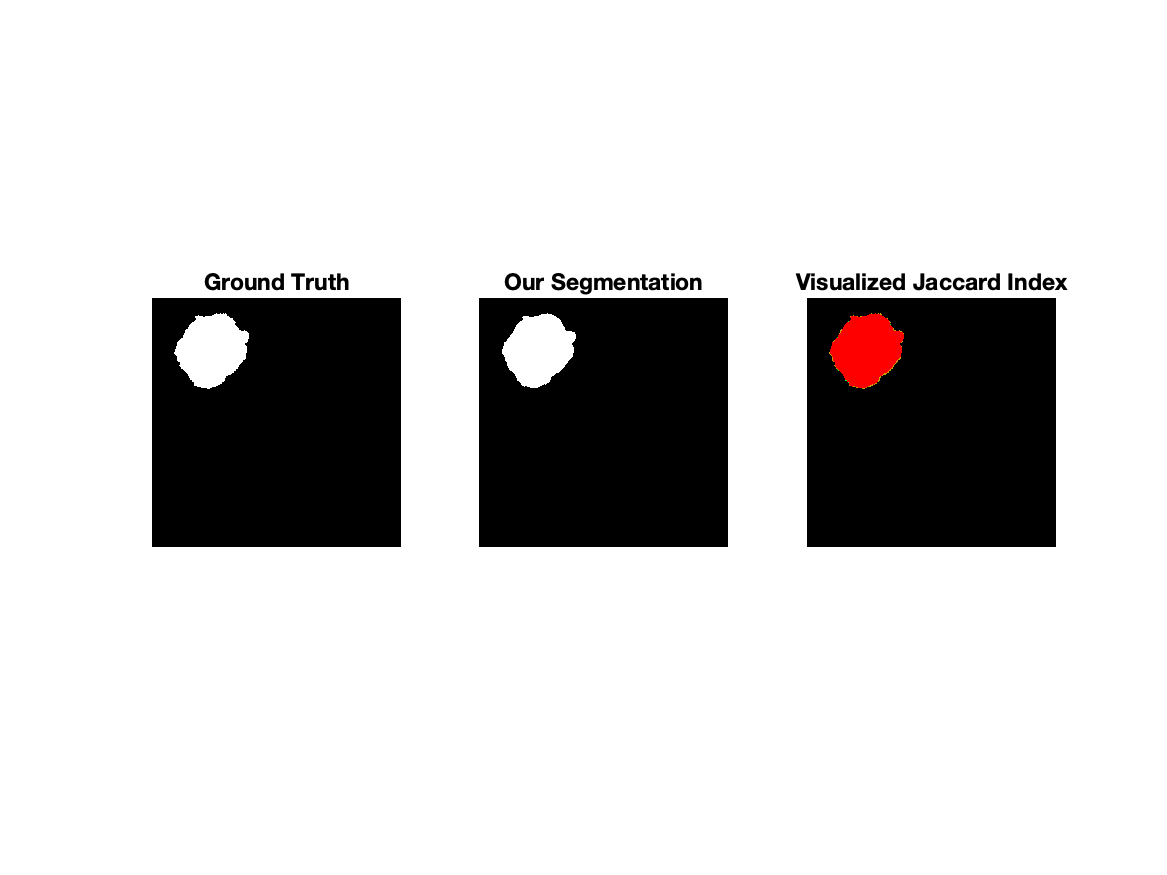 Ground Truth
Our Segmentation
Visualized Jaccard Index